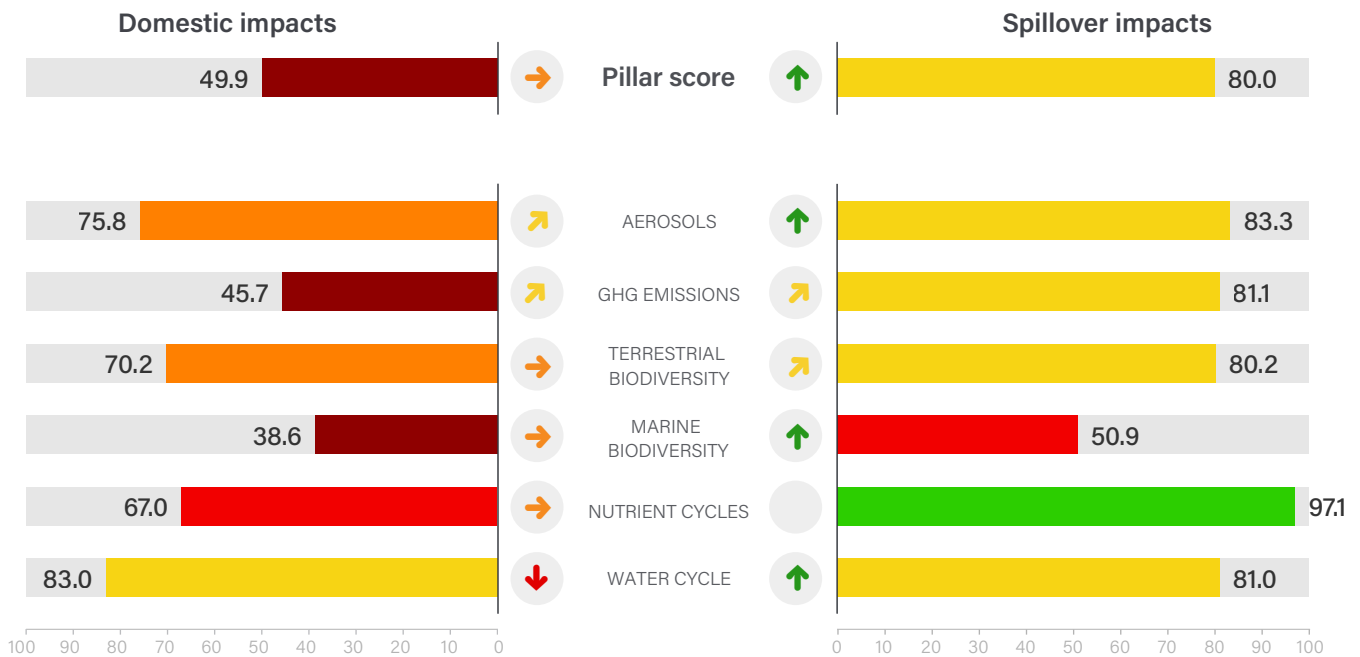 Domestic impacts
Spillover impacts
49.9
Pillar score
80.0
75.8
AEROSOLS
83.3
45.7
GHG EMISSIONS
81.1
70.2
TERRESTRIAL
BIODIVERSITY
80.2
38.6
MARINE
BIODIVERSITY
50.9
67.0
NUTRIENT CYCLES
97.1
83.0
WATER CYCLE
81.0
100 90 80 70 60 50 40 30 20 10 0
0 10 20 30 40 50 60 70 80 90 100